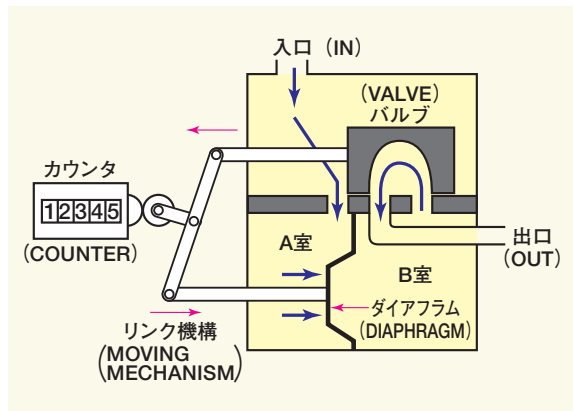 入口（IN）
（VALVE）
バルブ
カウンタ
12345
（COUNTER）
A室
B室
出口
（OUT）
ダイアフラム
（DIAPHRAGM）
リンク機構
（MOVING
MECHANISM）